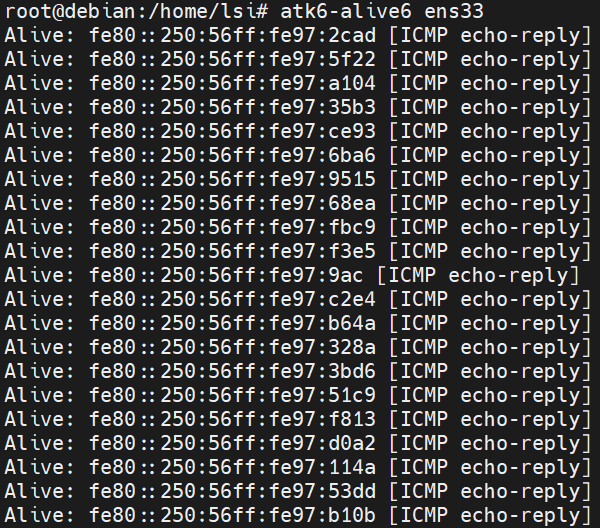 root@debian:/home/lsi# atk6-alive6 ens33
Alive: fe80::250:56ff:fe97:2cad [ICMP echo-reply]
Alive: fe80::250:56ff:fe97:5f22 [ICMP echo-reply]
Alive: fe80::250:56ff:fe97:a104 [ICMP echo-reply]
Alive: fe80::250:56ff:fe97:35b3 [ICMP echo-reply]
Alive: fe80::250:56ff:fe97:ce93 [ICMP echo-reply]
Alive: fe80::250:56ff:fe97:6ba6 [ICMP echo-reply]
Alive: fe80::250:56ff:fe97:9515 [ICMP echo-reply]
Alive: fe80::250:56ff:fe97:68ea [ICMP echo-reply]
Alive: fe80::250:56ff:fe97:fbc9 [ICMP echo-reply]
Alive: fe80::250:56ff:fe97:f3e5 [ICMP echo-reply]
Alive: fe80::250:56ff:fe97:9ac [ICMP echo-reply]
Alive: fe80::250:56ff:fe97:c2e4 [ICMP echo-reply]
Alive: fe80::250:56ff:fe97:b64a [ICMP echo-reply]
Alive: fe80::250:56ff:fe97:328a [ICMP echo-reply]
Alive: fe80::250:56ff:fe97:3bd6 [ICMP echo-reply]
Alive: fe80::250:56ff:fe97:51c9 [ICMP echo-reply]
Alive: fe80::250:56ff:fe97:f813 [ICMP echo-reply]
Alive: fe80::250:56ff:fe97:d0a2 [ICMP echo-reply]
Alive: fe80::250:56ff:fe97:114a [ICMP echo-reply]
Alive: fe80::250:56ff:fe97:53dd [ICMP echo-reply]
Alive: fe80::250:56ff:fe97:b10b [ICMP echo-reply]